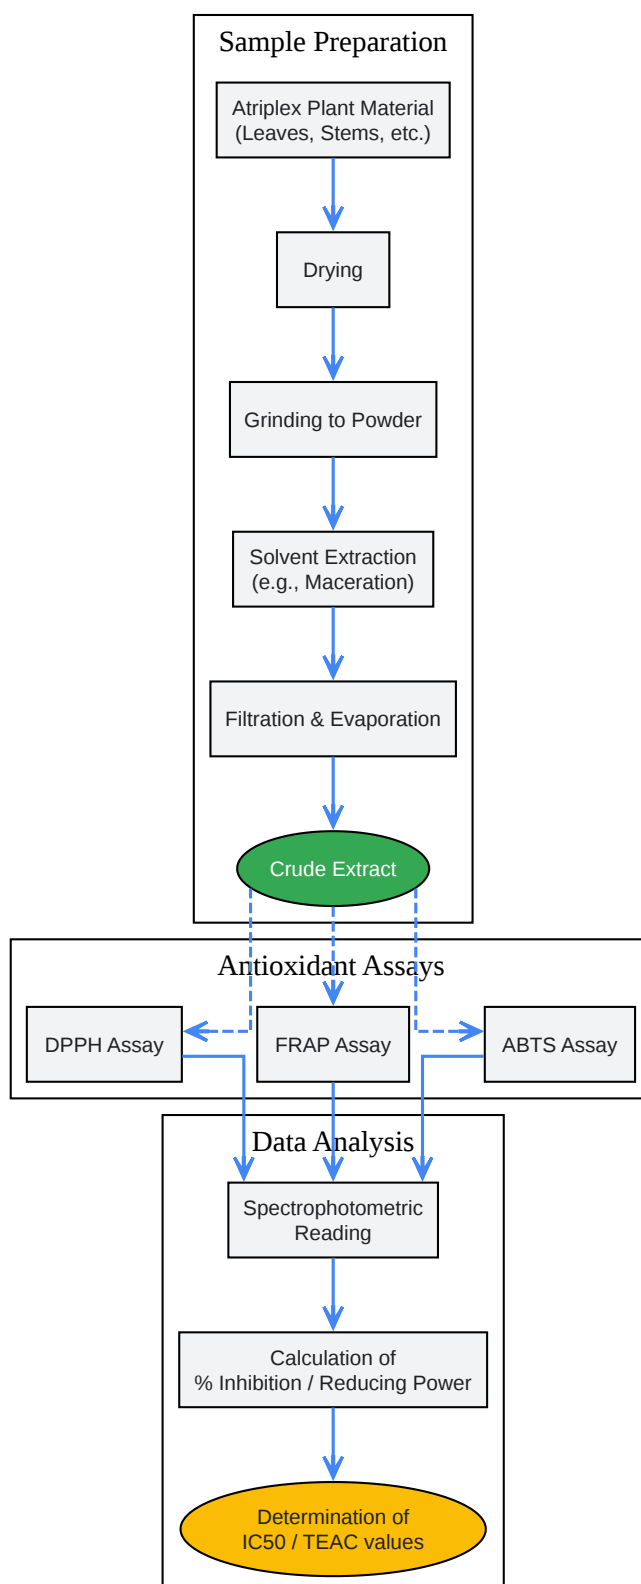 Sample Preparation
Atriplex Plant Material
(Leaves, Stems, etc.)
Drying
Grinding to Powder
Solvent Extraction
(e.g., Maceration)
Filtration & Evaporation
Crude Extract
Antioxidant Assays
DPPH Assay
FRAP Assay
ABTS Assay
Data Analysis
Spectrophotometric
Reading
Calculation of
% Inhibition / Reducing Power
Determination of
IC50 / TEAC values